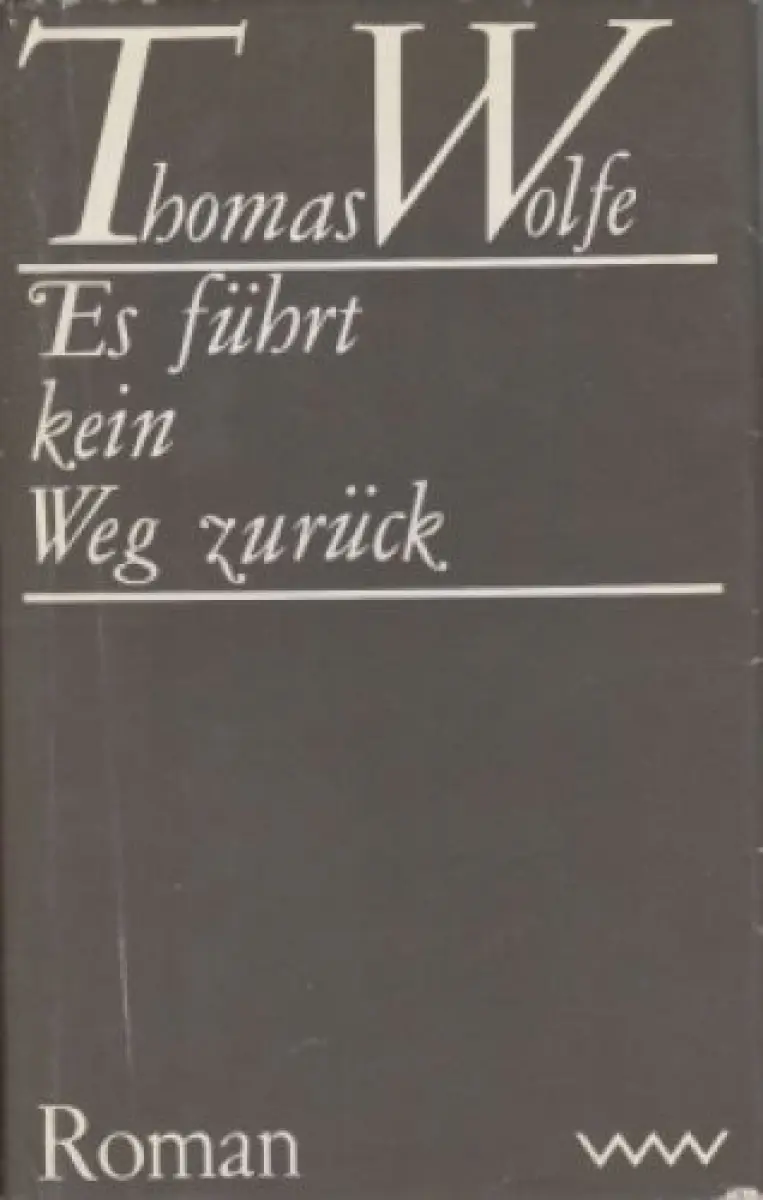 Thomas Wolfe
Es führt
kein
Weg zurück
Roman